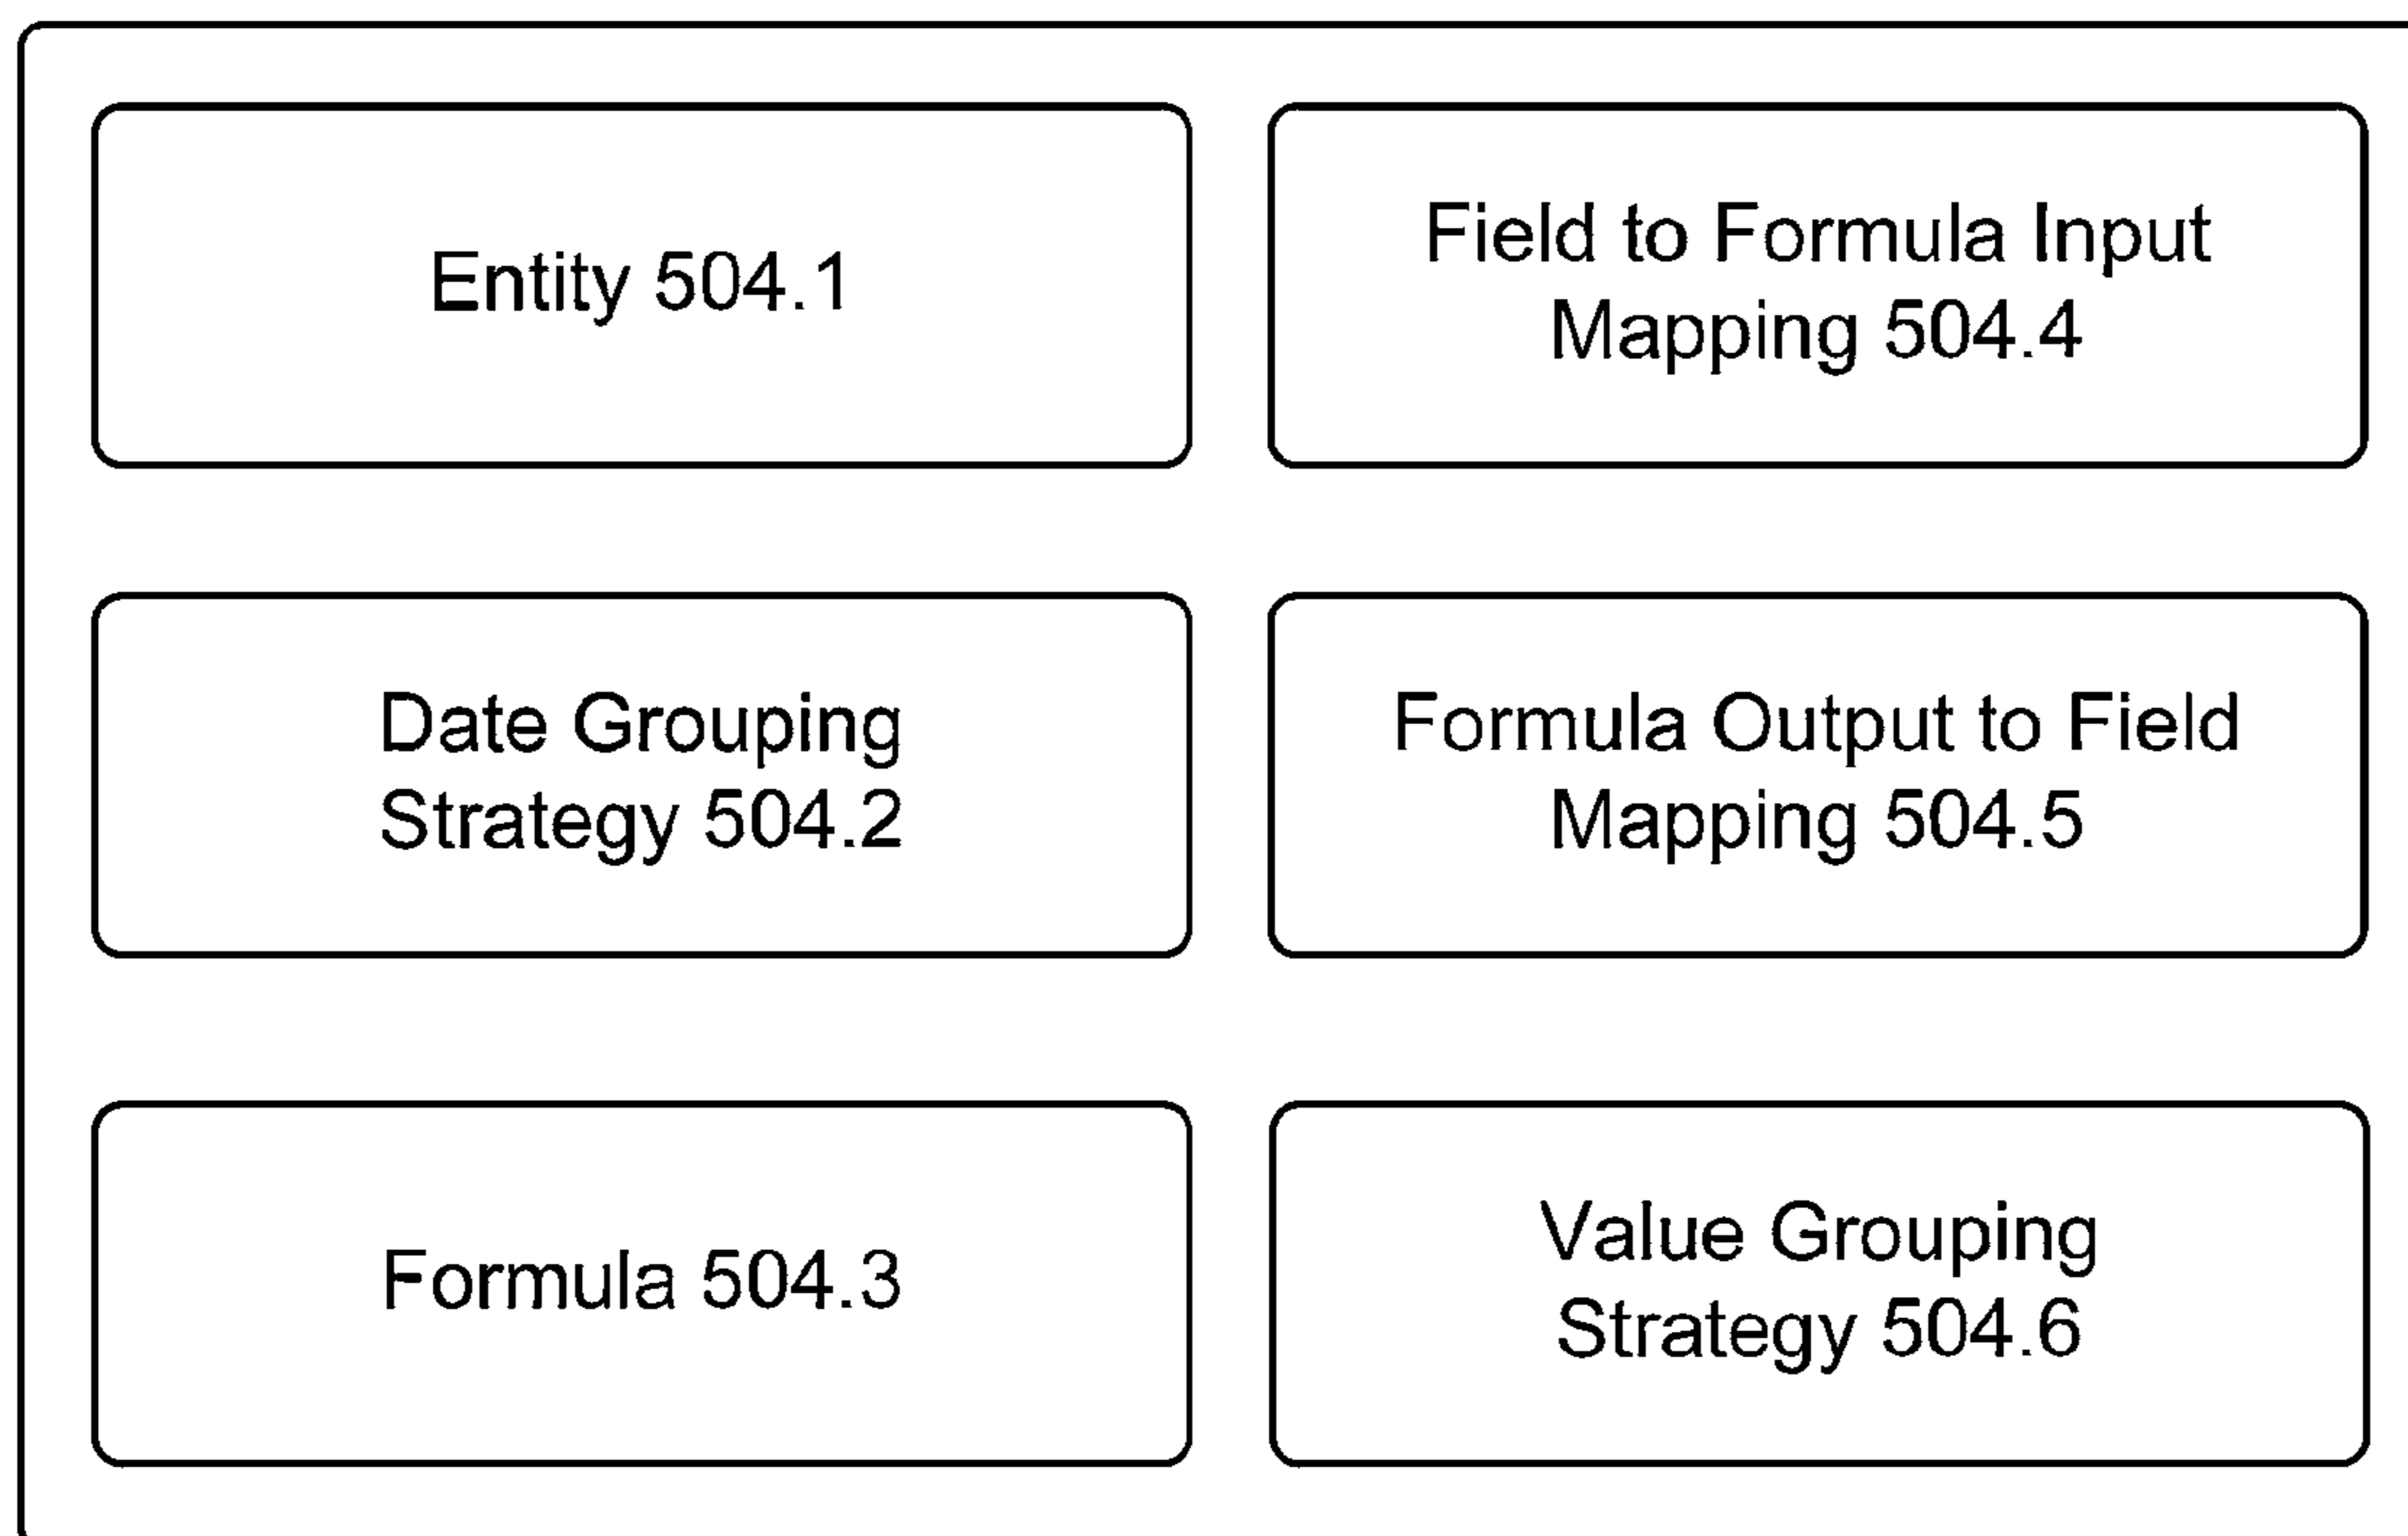 Entity 504.1
Field to Formula Input
Mapping 504.4
Date Grouping
Strategy 504.2
Formula Output to Field
Mapping 504.5
Formula 504.3
Value Grouping
Strategy 504.6